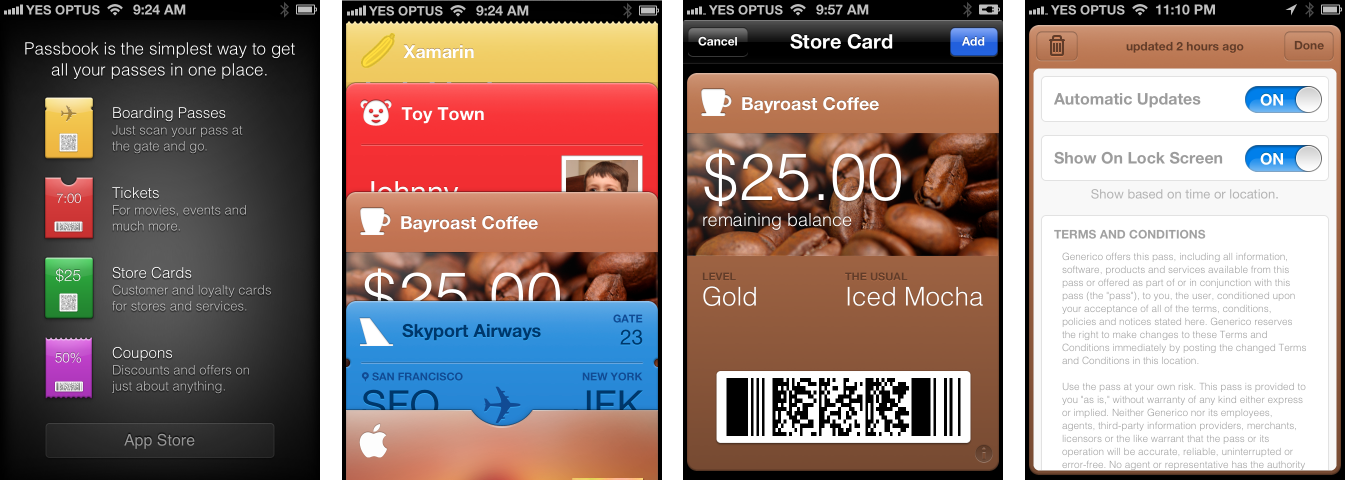 YES OPTUS 9:24 AM
Passbook is the simplest way to get
all your passes in one place.
Boarding Passes
Just scan your pass at
the gate and go.
7:00
Tickets
For movies, events and
much more.
$25
Store Cards
Customer and loyalty cards
for stores and services.
50%
Coupons
Discounts and offers on
just about anything.
App Store
YES OPTUS 9:24 AM
Xamarin
Toy Town
Johnny
Bayroast Coffee
$25.00
Skyport Airways
GATE
23
SAN FRANCISCO
NEW YORK
SFO
JFK
YES OPTUS 9:57 AM
Cancel
Store Card
Add
Bayroast Coffee
$25.00
remaining balance
LEVEL
THE USUAL
Gold
Iced Mocha
YES OPTUS 11:10 PM
updated 2 hours ago
Done
Automatic Updates
ON
Show On Lock Screen
ON
Show based on time or location.
TERMS AND CONDITIONS
Generico offers this pass, including all information,
software, products and services available from this
pass or offered as part of or in conjunction with this
pass (the "pass"), to you, the user, conditioned upon
your acceptance of all of the terms, conditions,
policies and notices stated here. Generico reserves
the right to make changes to these Terms and
Conditions immediately by posting the changed Terms
and Conditions in this location.
Use the pass at your own risk. This pass is provided to
you "as is," without warranty of any kind either express
or implied. Neither Generico nor its employees,
agents, third-party information providers, merchants,
licensors or the like warrant that the pass or its
operation will be accurate, reliable, uninterrupted or
error-free. No agent or representative has the authority